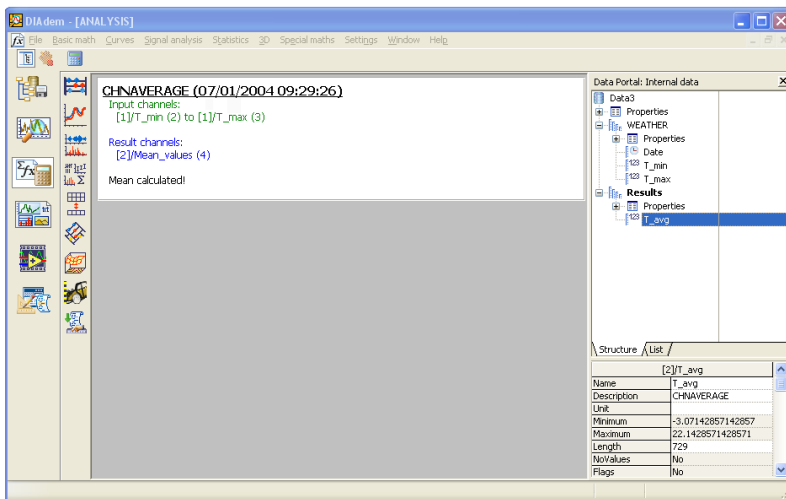 DIAdem - [ANALYSIS]
File Basic math Curves Signal analysis Statistics 3D Special maths Settings Window Help
CHNAVERAGE (07/01/2004 09:29:26)
Input channels:
[1]/T_min (2) to [1]/T_max (3)
Result channels:
[2]/Mean_values (4)
Mean calculated!
Data Portal: Internal data
Data3
Properties
WEATHER
Properties
Date
123 T_min
123 T_max
Results
Properties
123 T_avg
Structure List
[2]/T_avg
Name T_avg
Description CHNAVERAGE
Unit
Minimum -3.07142857142857
Maximum 22.1428571428571
Length 729
NoValues No
Flags No